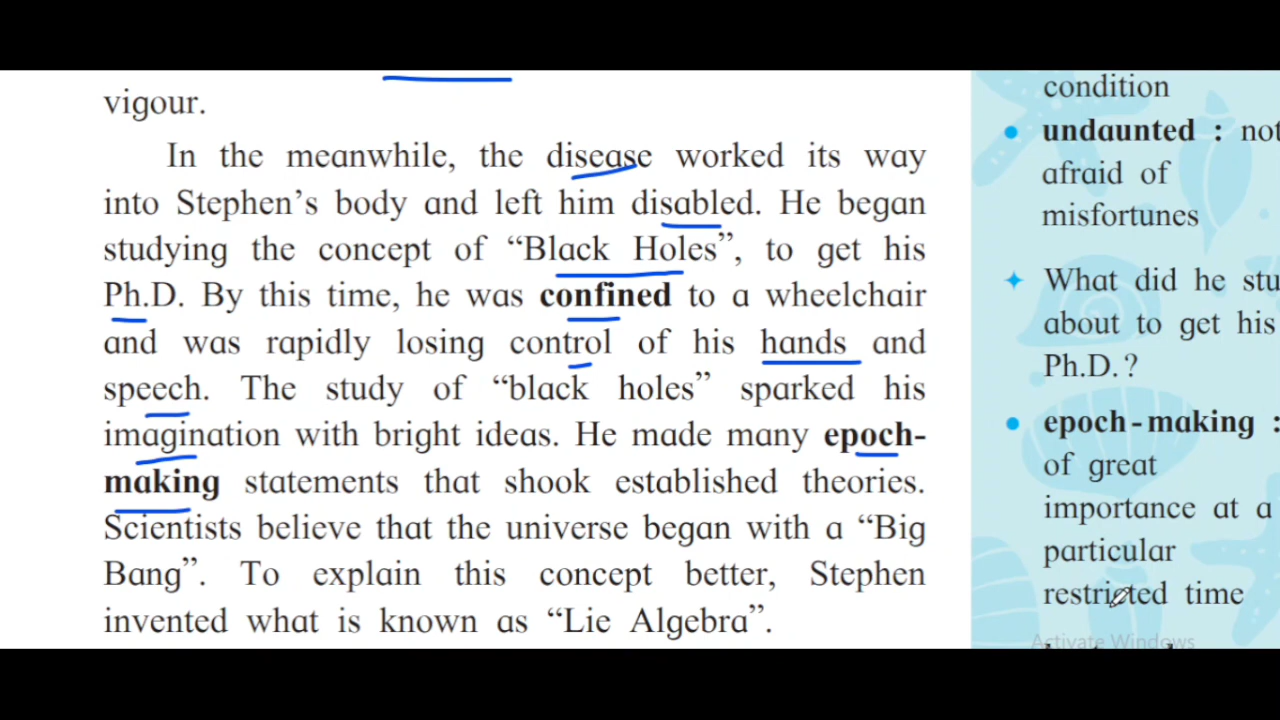 vigour.
In the meanwhile, the disease worked its way
into Stephen's body and left him disabled. He began
studying the concept of “Black Holes”, to get his
Ph.D. By this time, he was confined to a wheelchair
and was rapidly losing control of his hands and
speech. The study of “black holes” sparked his
imagination with bright ideas. He made many epoch-
making statements that shook established theories.
Scientists believe that the universe began with a “Big
Bang”. To explain this concept better, Stephen
invented what is known as “Lie Algebra”.
condition
• undaunted : not
afraid of
misfortunes
✦ What did he stu
about to get his
Ph.D.?
• epoch-making :
of great
importance at a
particular
restricted time
Activate Windows